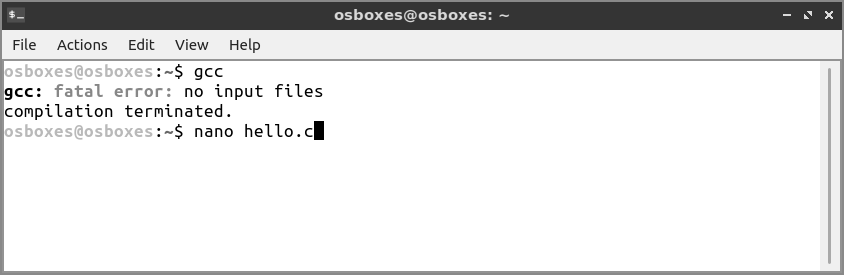 osboxes@osboxes: ~
File Actions Edit View Help
osboxes@osboxes:~$ gcc
gcc: fatal error: no input files
compilation terminated.
osboxes@osboxes:~$ nano hello.c